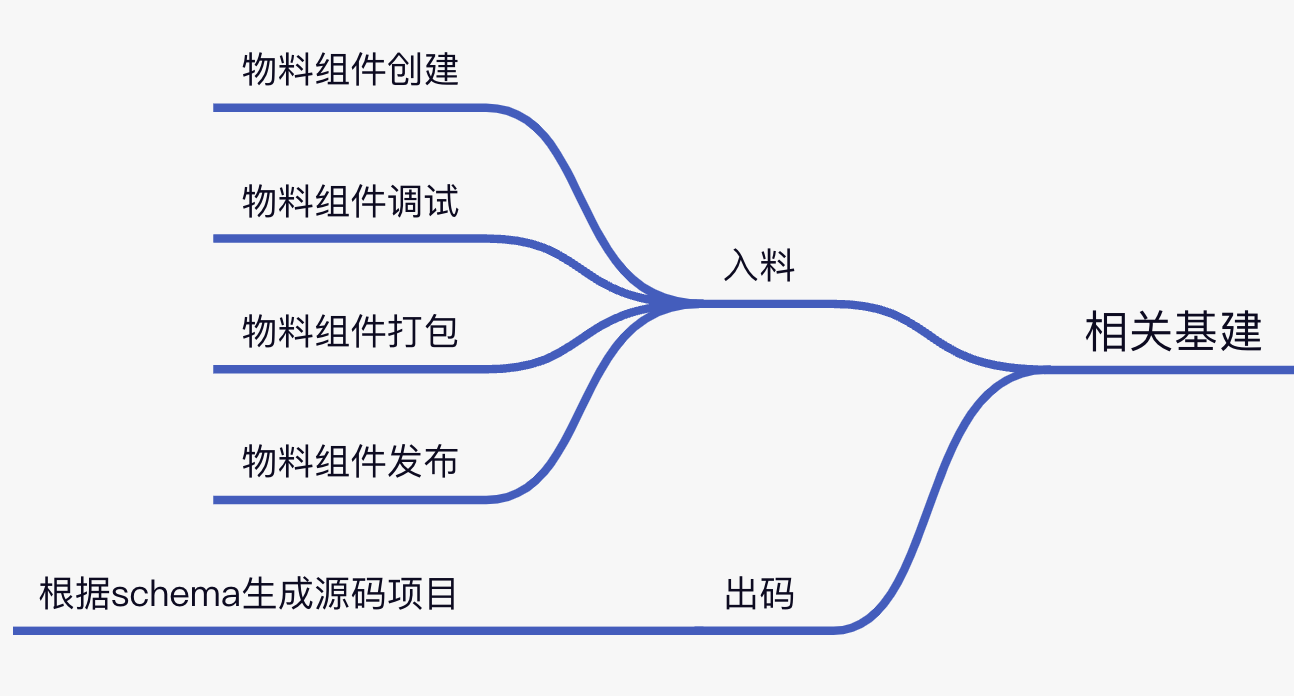 物料组件创建
物料组件调试
入料
物料组件打包
相关基建
物料组件发布
根据schema生成源码项目
出码